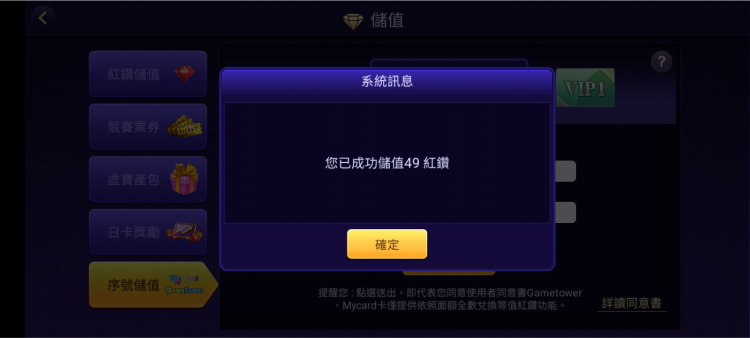 儲值
紅鑽儲值
競賽票券
虛寶產包
日卡獎勵
序號儲值
VIP1
?
系統訊息
您已成功儲值49 紅鑽
確定
提醒您 : 點選送出，即代表您同意使用者同意書Gametower
、Mycard卡僅提供依照面額全數兌換等值紅鑽功能。
詳讀同意書